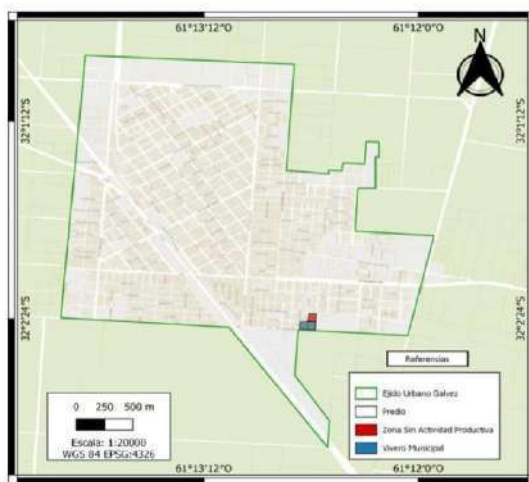 61°13'12"O 61°12'0"O
N
32°1'12"S 32°1'12"S
32°2'24"S 32°2'24"S
Referencias
Ejido Urbano Galvez
Predio
Zona Sin Actividad Productiva
Vivero Municipal
0 250 500 m
Escala: 1:20000
WGS 84 EPSG:4326
61°13'12"O 61°12'0"O